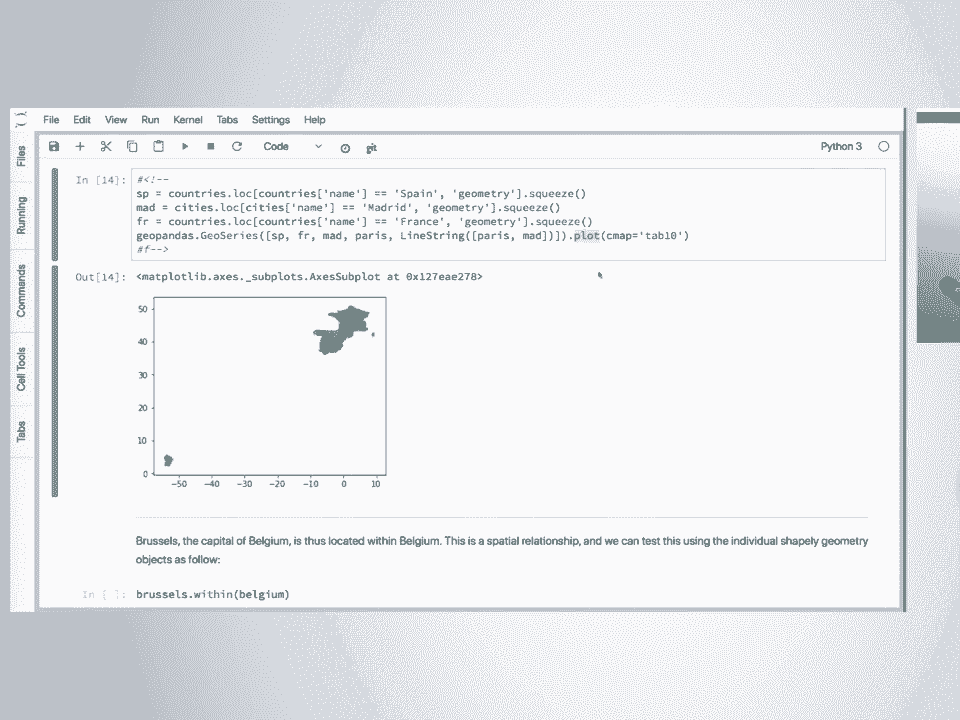 File Edit View Run Kernel Tabs Settings Help
Code
git
Python 3
Files
Running
Commands
Cell Tools
Tabs
In [14]:
#<!--
sp = countries.loc[countries['name'] == 'Spain', 'geometry'].squeeze()
mad = cities.loc[cities['name'] == 'Madrid', 'geometry'].squeeze()
fr = countries.loc[countries['name'] == 'France', 'geometry'].squeeze()
geopandas.GeoSeries([sp, fr, mad, paris, LineString([paris, mad])]).plot(cmap='tab10')
#f-->
Out[14]: <matplotlib.axes._subplots.AxesSubplot at 0x127eae278>
50
40
30
20
10
0
−50 −40 −30 −20 −10 0 10
Brussels, the capital of Belgium, is thus located within Belgium. This is a spatial relationship, and we can test this using the individual shapely geometry
objects as follow:
In [ ]: brussels.within(belgium)